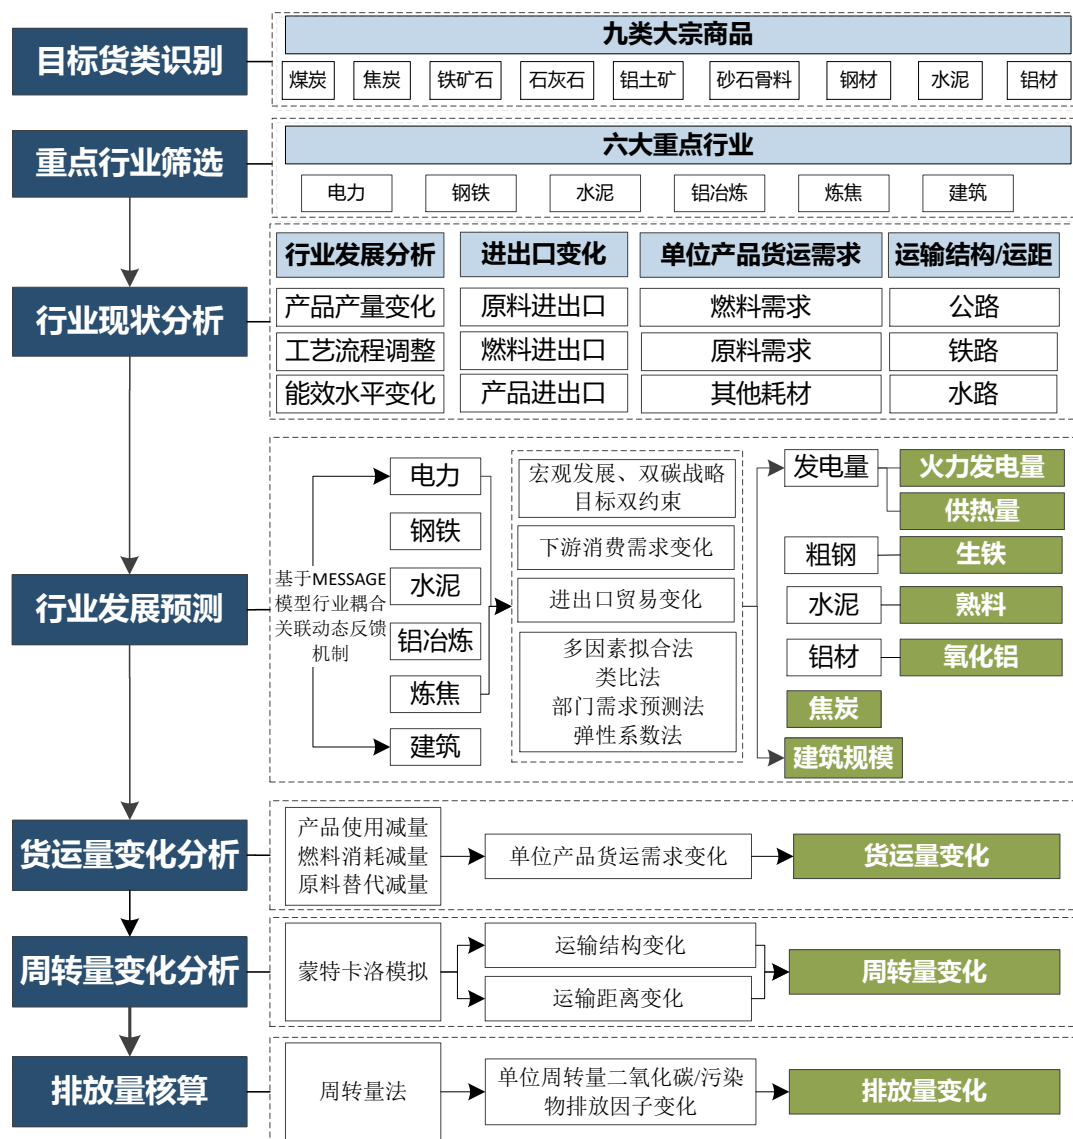 目标货类识别
九类大宗商品
煤炭
焦炭
铁矿石
石灰石
铝土矿
砂石骨料
钢材
水泥
铝材
重点行业筛选
六大重点行业
电力
钢铁
水泥
铝冶炼
炼焦
建筑
行业现状分析
行业发展分析
进出口变化
单位产品货运需求
运输结构/运距
产品产量变化
原料进出口
燃料需求
公路
工艺流程调整
燃料进出口
原料需求
铁路
能效水平变化
产品进出口
其他耗材
水路
行业发展预测
基于MESSAGE
模型行业耦合
关联动态反馈
机制
电力
钢铁
水泥
铝冶炼
炼焦
建筑
宏观发展、双碳战略
目标双约束
下游消费需求变化
进出口贸易变化
多因素拟合法
类比法
部门需求预测法
弹性系数法
发电量
火力发电量
供热量
粗钢
生铁
水泥
熟料
铝材
氧化铝
焦炭
建筑规模
货运量变化分析
产品使用减量
燃料消耗减量
原料替代减量
单位产品货运需求变化
货运量变化
周转量变化分析
蒙特卡洛模拟
运输结构变化
运输距离变化
周转量变化
排放量核算
周转量法
单位周转量二氧化碳/污染
物排放因子变化
排放量变化